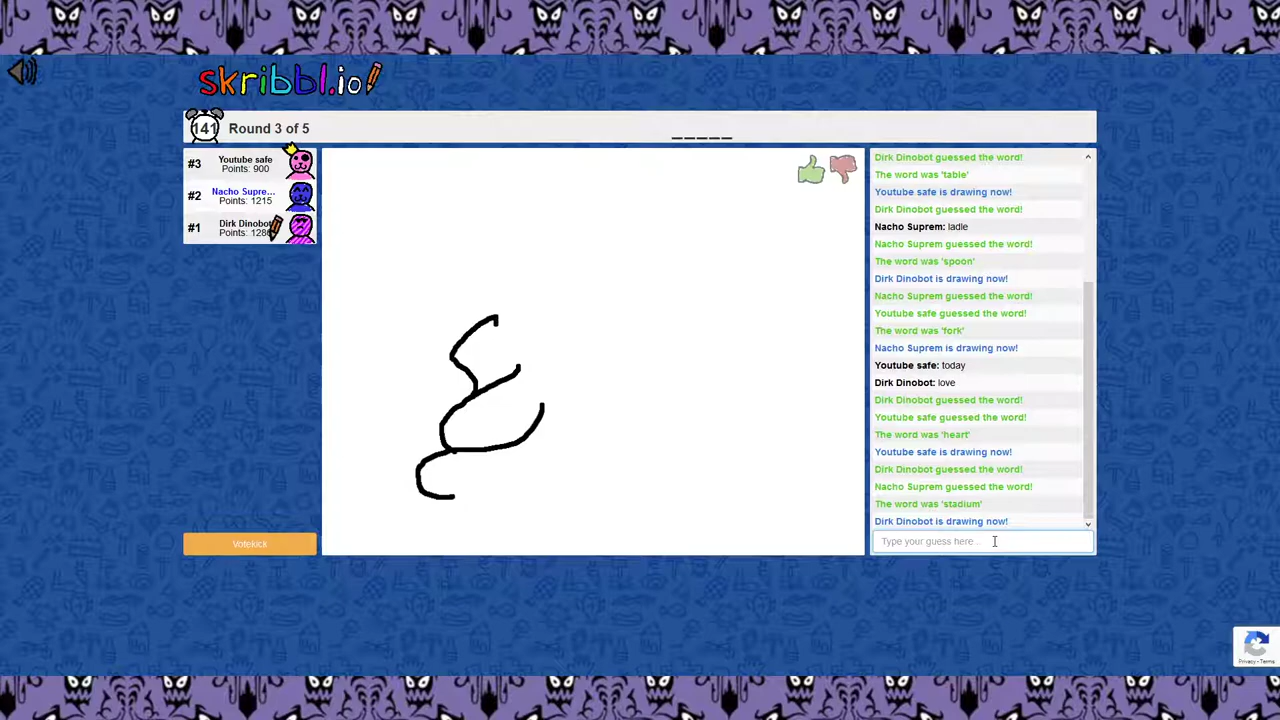 skribbl.io
141
Round 3 of 5
_____
#3 Youtube safe
Points: 900
#2 Nacho Supre...
Points: 1215
#1 Dirk Dinobot
Votekick
Dirk Dinobot guessed the word!
The word was 'table'
Youtube safe is drawing now!
Dirk Dinobot guessed the word!
Nacho Suprem: ladle
Nacho Suprem guessed the word!
The word was 'spoon'
Dirk Dinobot is drawing now!
Nacho Suprem guessed the word!
Youtube safe guessed the word!
The word was 'fork'
Nacho Suprem is drawing now!
Youtube safe: today
Dirk Dinobot: love
Dirk Dinobot guessed the word!
Youtube safe guessed the word!
The word was 'heart'
Youtube safe is drawing now!
Dirk Dinobot guessed the word!
Nacho Suprem guessed the word!
The word was 'stadium'
Dirk Dinobot is drawing now!
Type your guess here...
Privacy - Terms